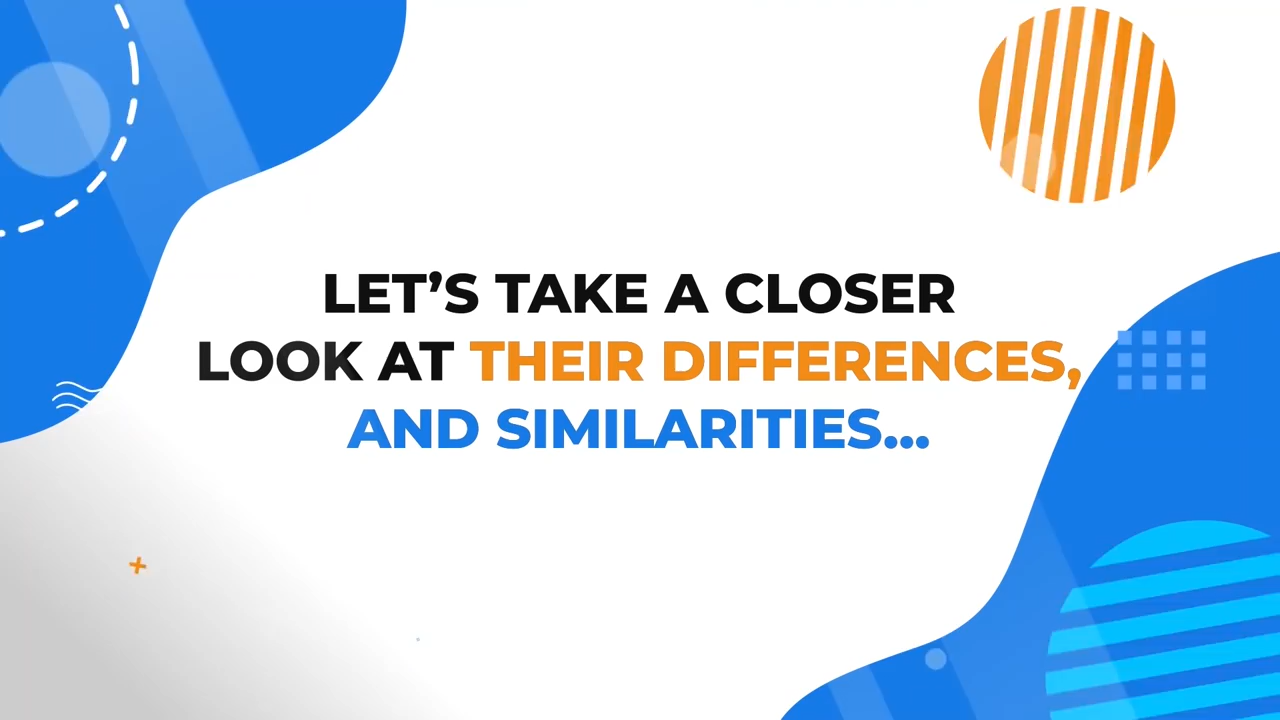 LET’S TAKE A CLOSER
LOOK AT THEIR DIFFERENCES,
AND SIMILARITIES...